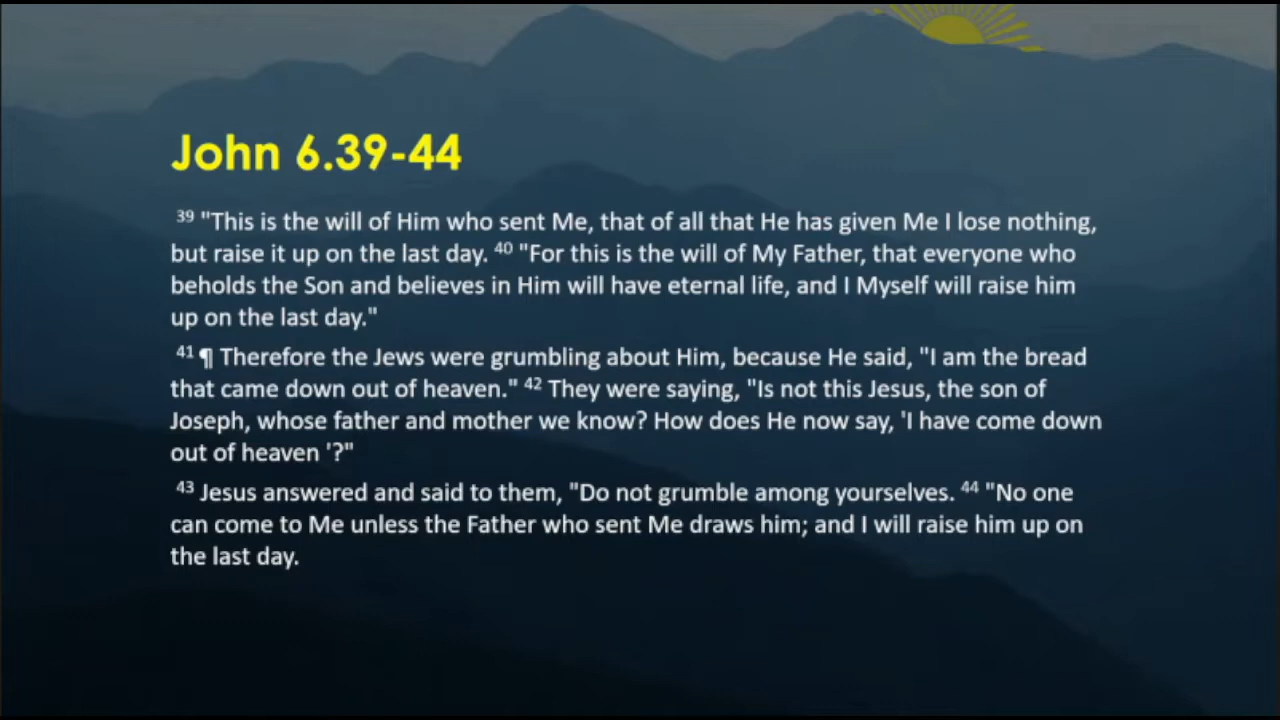 John 6.39-44
39 "This is the will of Him who sent Me, that of all that He has given Me I lose nothing,
but raise it up on the last day. 40 "For this is the will of My Father, that everyone who
beholds the Son and believes in Him will have eternal life, and I Myself will raise him
up on the last day."
41 ¶ Therefore the Jews were grumbling about Him, because He said, "I am the bread
that came down out of heaven." 42 They were saying, "Is not this Jesus, the son of
Joseph, whose father and mother we know? How does He now say, 'I have come down
out of heaven '?"
43 Jesus answered and said to them, "Do not grumble among yourselves. 44 "No one
can come to Me unless the Father who sent Me draws him; and I will raise him up on
the last day.